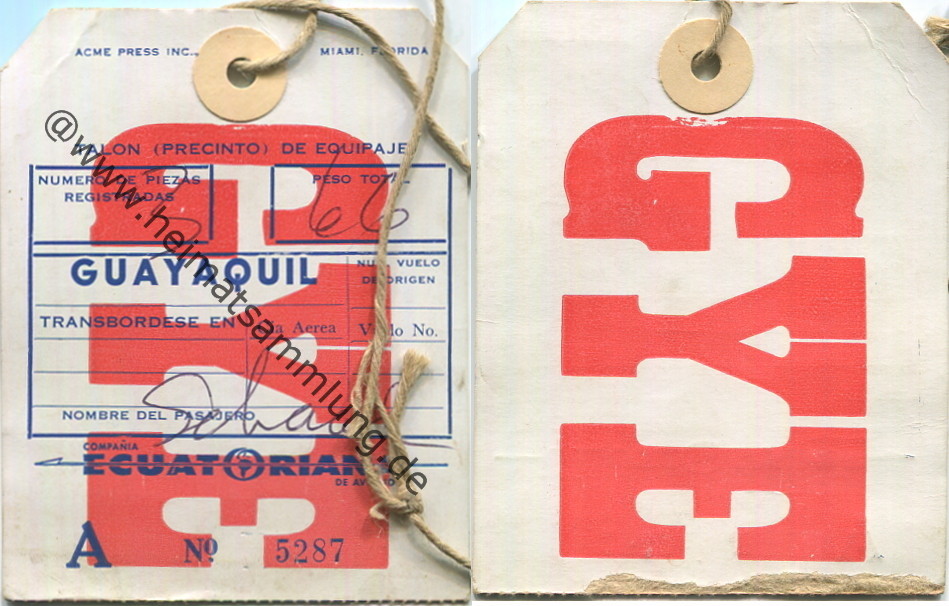 ACME PRESS INC., MIAMI, FLORIDA
TALON (PRECINTO) DE EQUIPAJE
NUMERO DE PIEZAS
REGISTRADAS
PESO TOTAL
66
GUAYAQUIL
NUM VUELO
DE ORIGEN
TRANSBORDESE EN
Via Aerea
Vuelo No.
NOMBRE DEL PASAJERO
COMPAÑIA
ECUATORIANA
DE AVIACION
A Nº 5287
GYE
@www.heimatsammlung.de
GYE